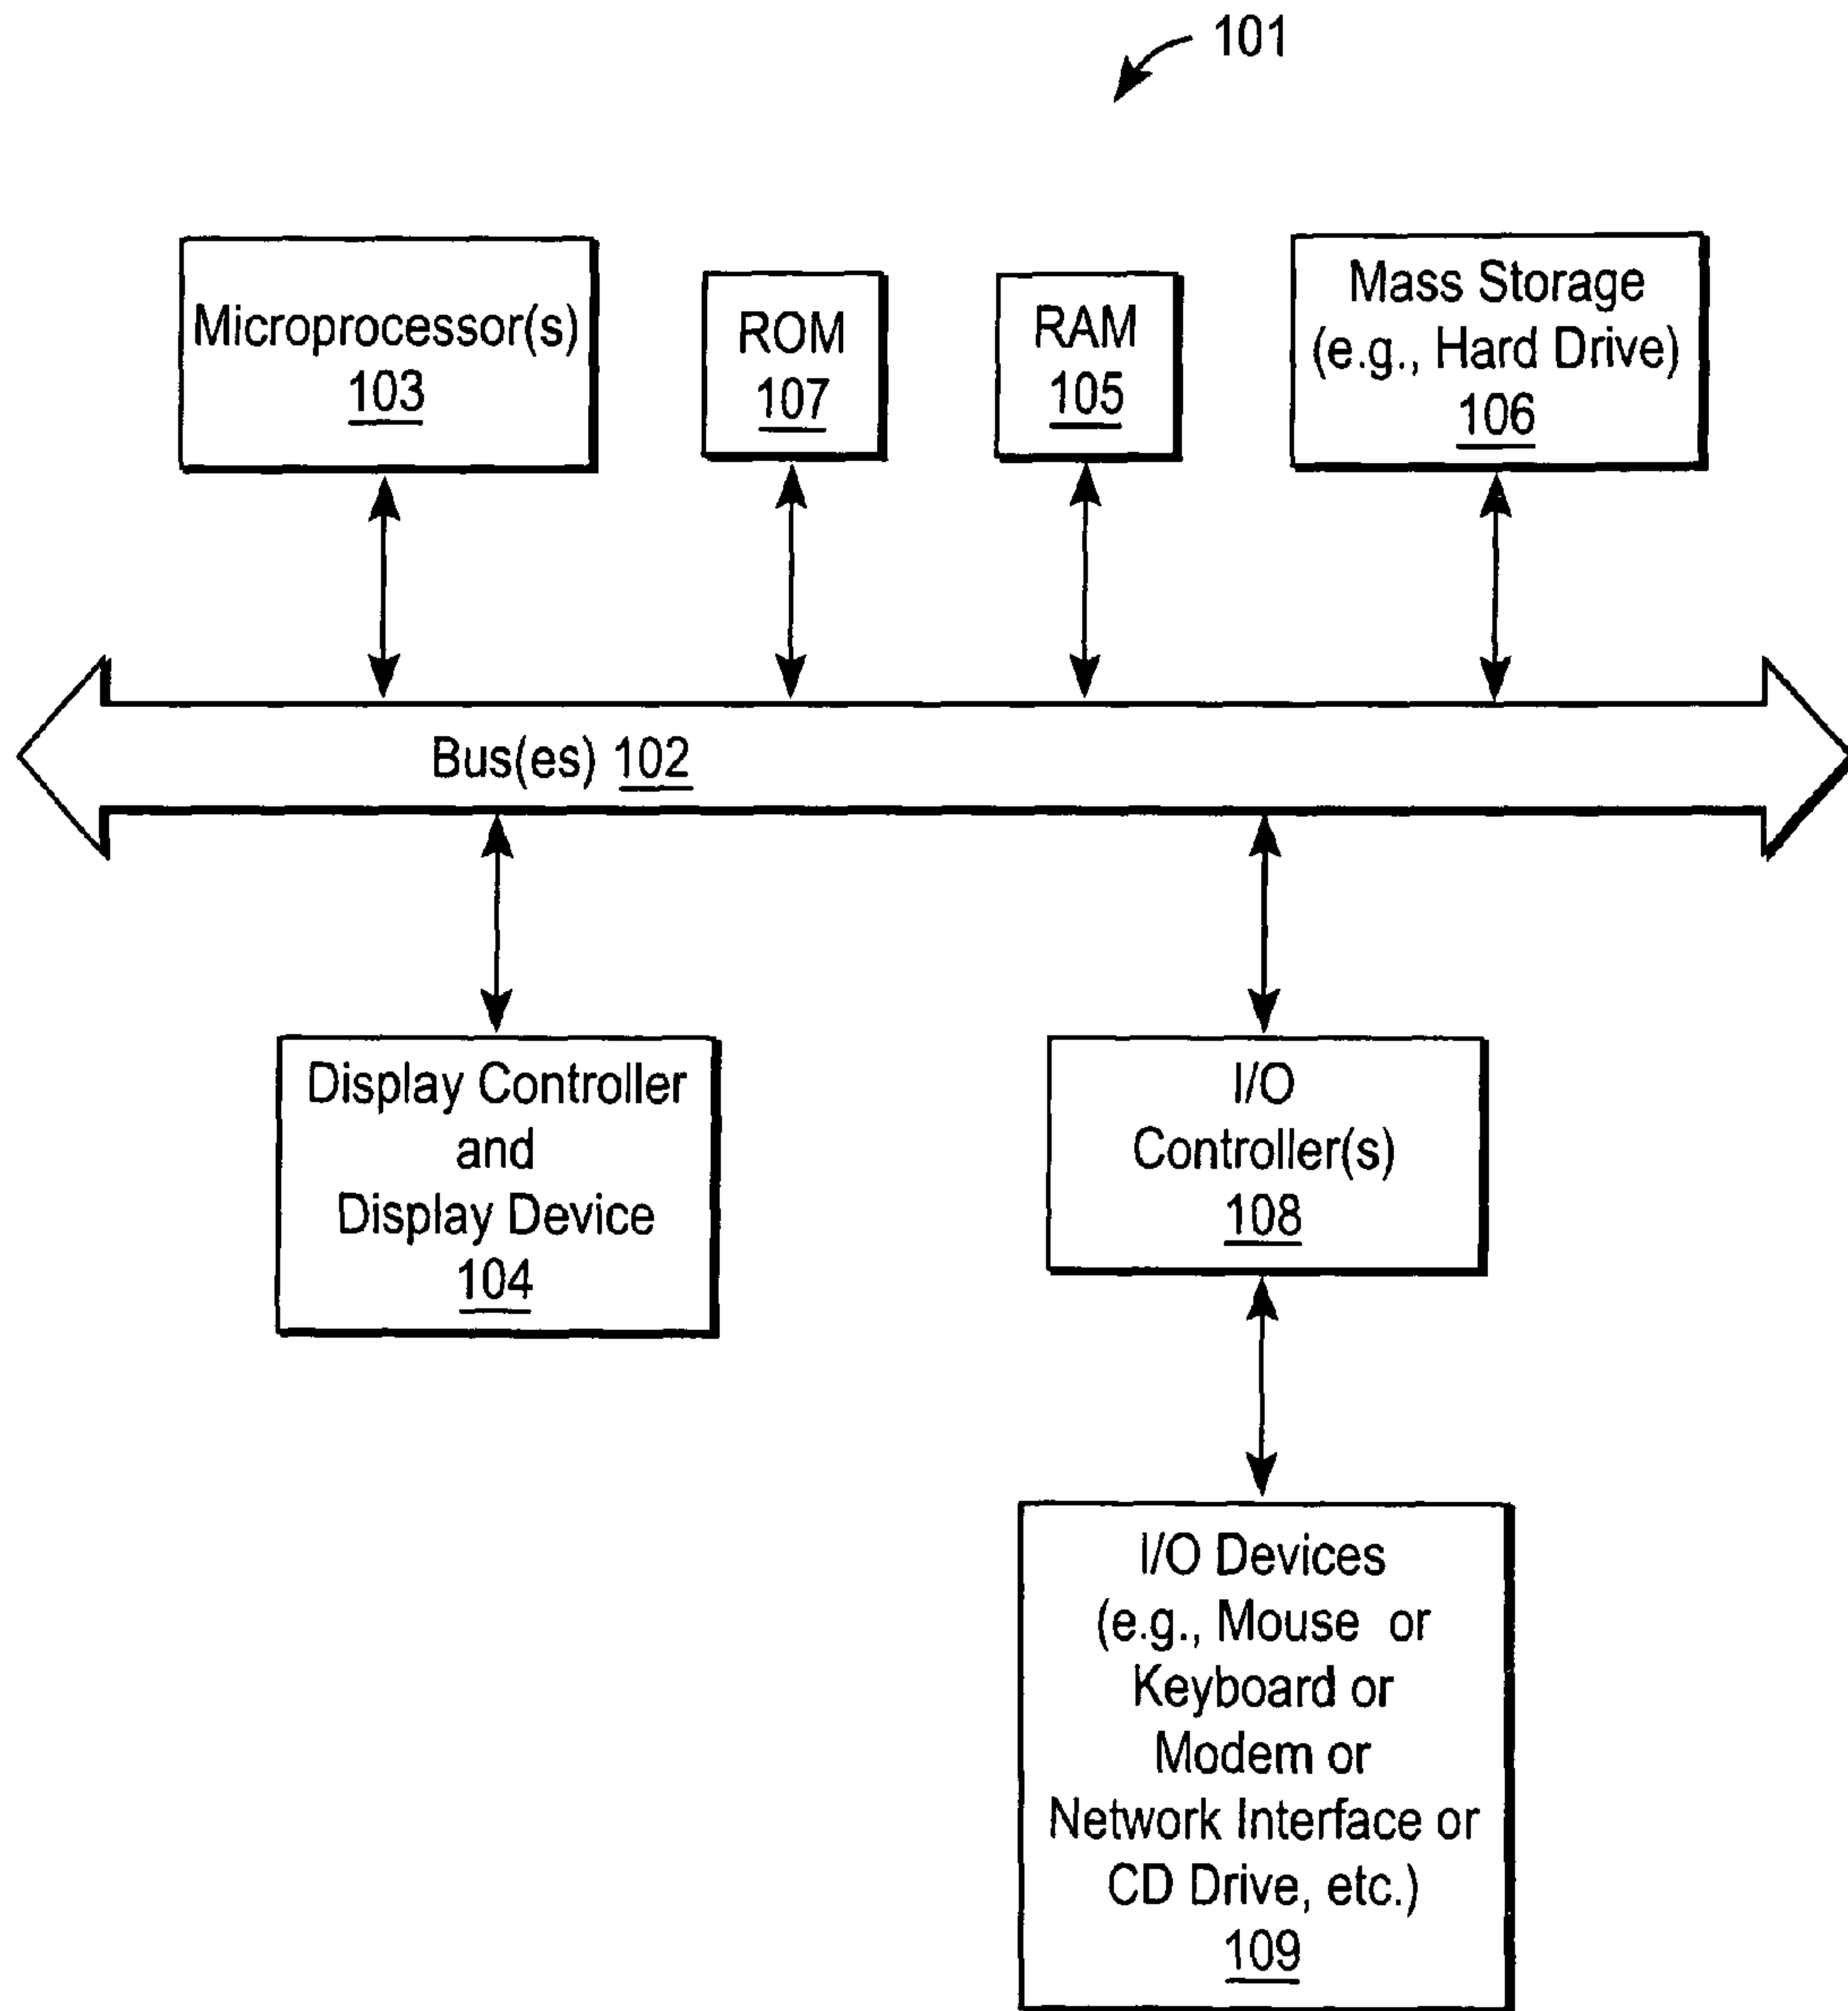 101
Microprocessor(s)
103
ROM
107
RAM
105
Mass Storage
(e.g., Hard Drive)
106
Bus(es) 102
Display Controller
and
Display Device
104
I/O
Controller(s)
108
I/O Devices
(e.g., Mouse or
Keyboard or
Modem or
Network Interface or
CD Drive, etc.)
109